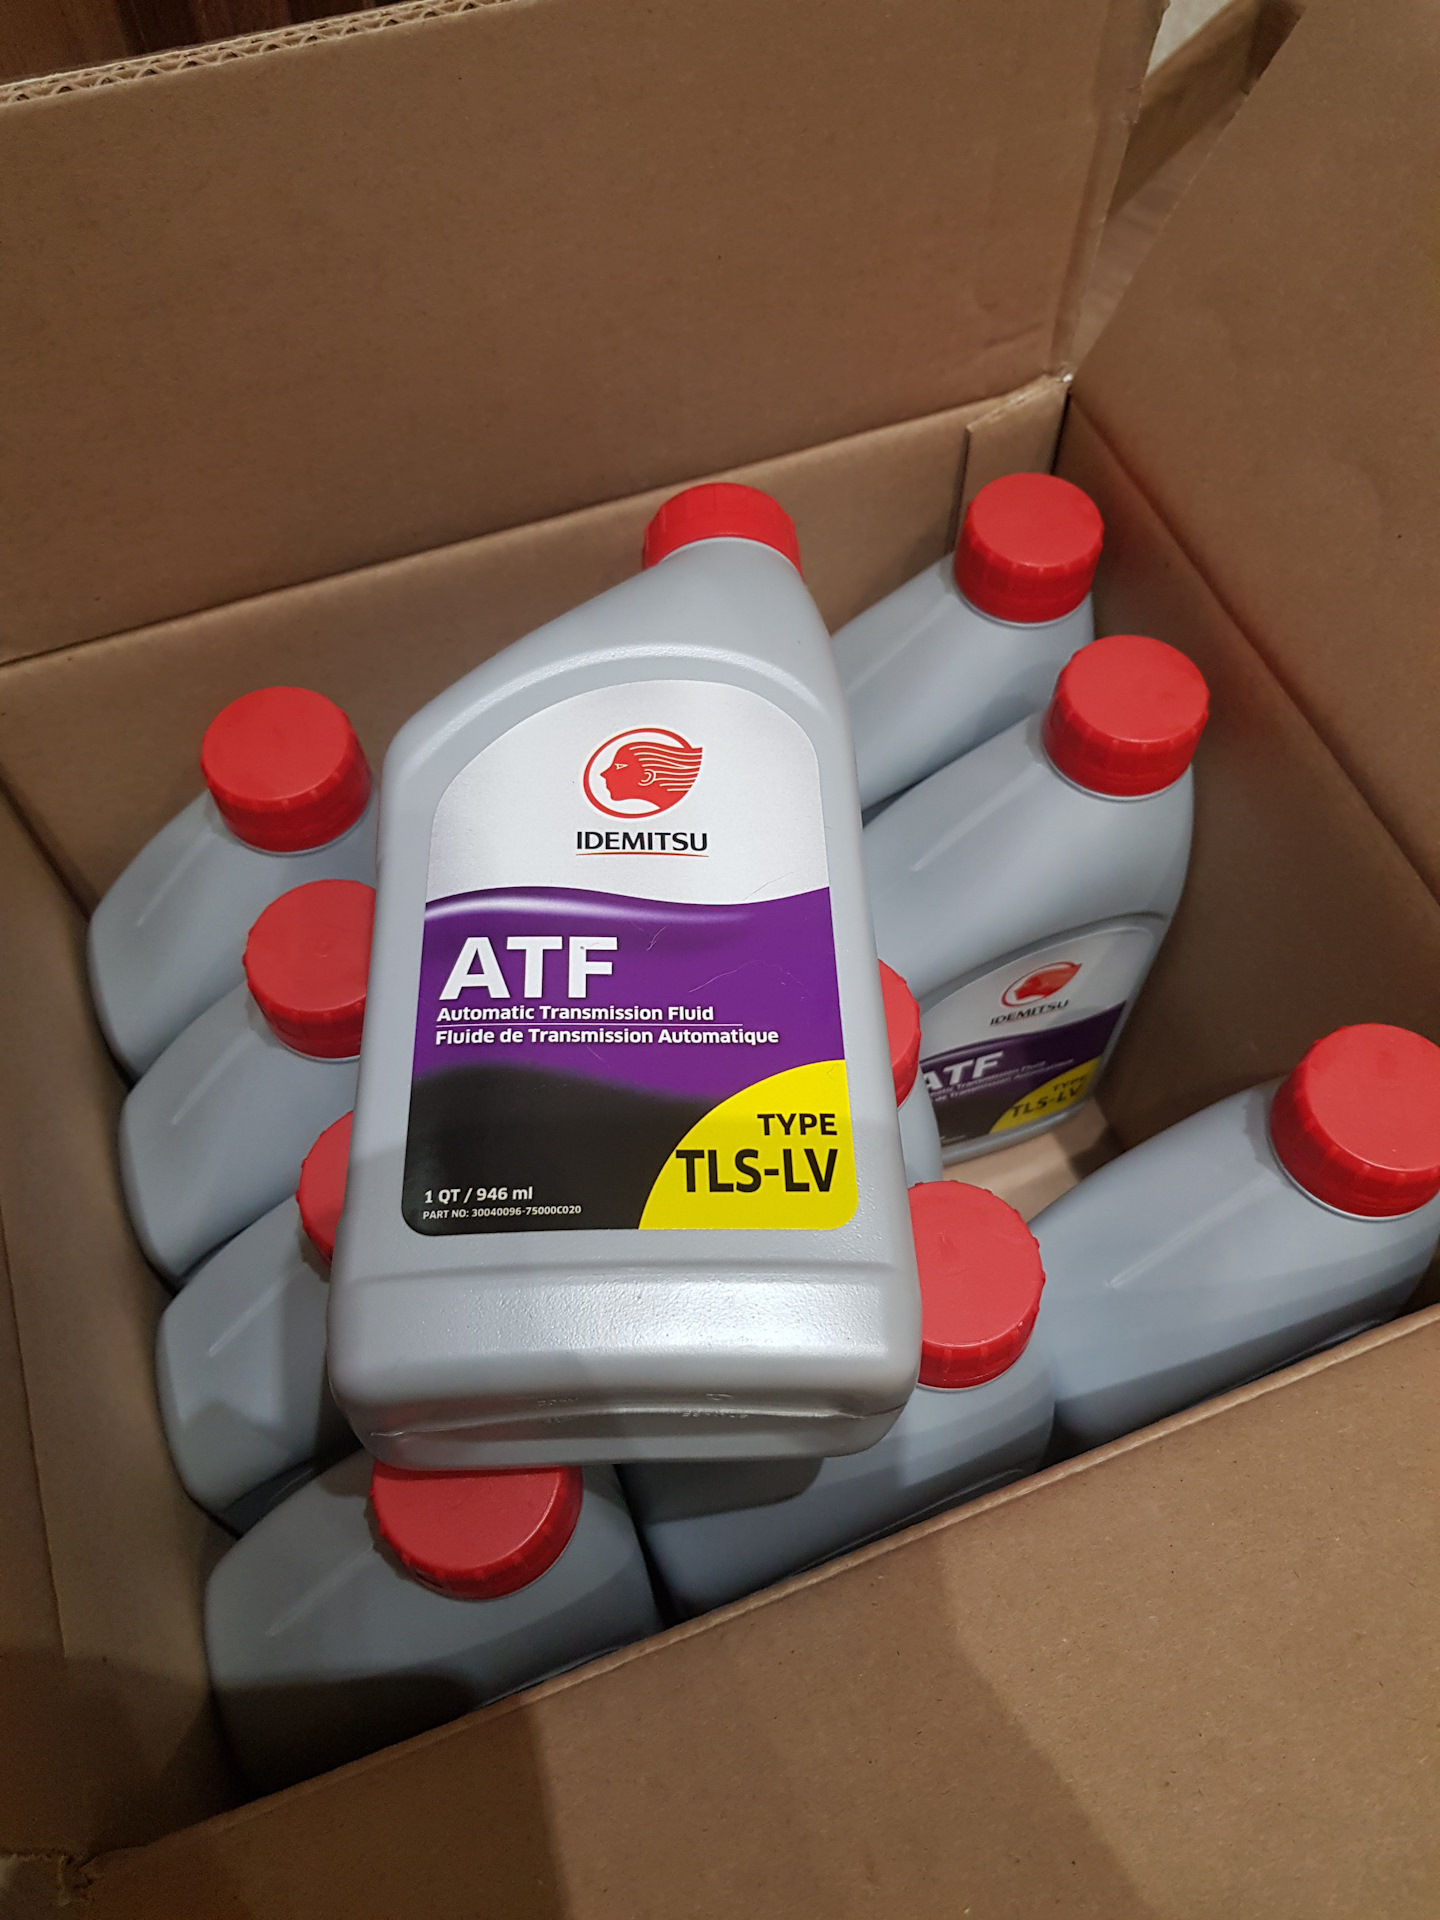 IDEMITSU
ATF
Automatic Transmission Fluid
Fluide de Transmission Automatique
TYPE
TLS-LV
1 QT / 946 ml
PART NO: 30040096-75000C020
IDEMITSU
ATF
TYPE
TLS-LV